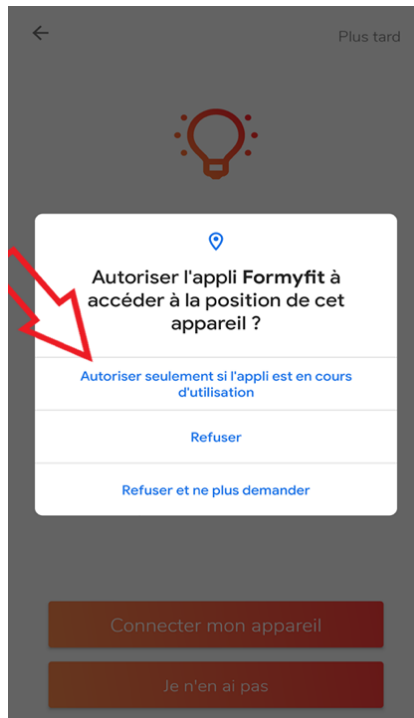 Plus tard
Autoriser l'appli Formyfit à
accéder à la position de cet
appareil ?
Autoriser seulement si l'appli est en cours
d'utilisation
Refuser
Refuser et ne plus demander
Connecter mon appareil
Je n'en ai pas